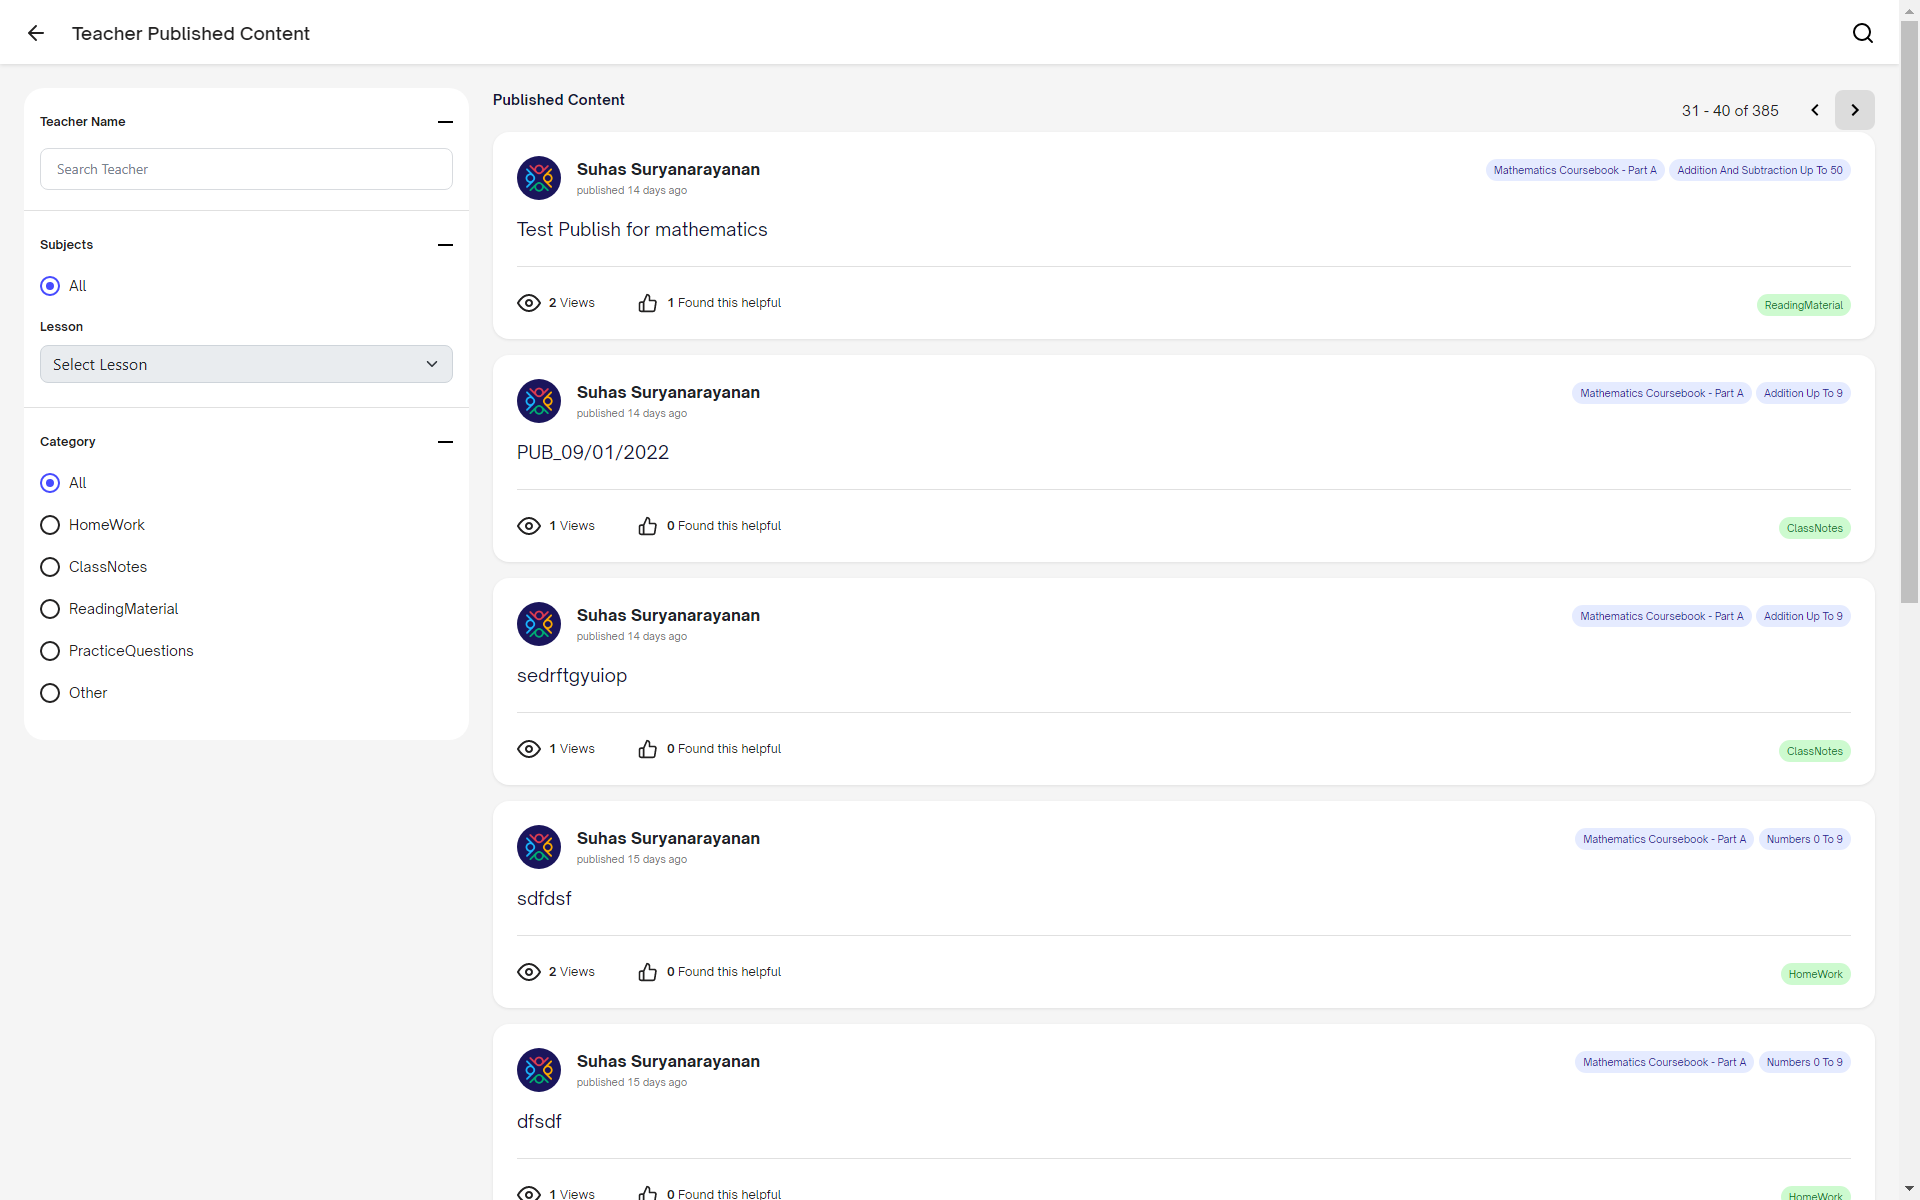 Teacher Published Content
Teacher Name
Search Teacher
Subjects
All
Lesson
Select Lesson
Category
All
HomeWork
ClassNotes
ReadingMaterial
PracticeQuestions
Other
Published Content
31 - 40 of 385
Suhas Suryanarayanan
published 14 days ago
Mathematics Coursebook - Part A
Addition And Subtraction Up To 50
Test Publish for mathematics
2 Views
1 Found this helpful
ReadingMaterial
Suhas Suryanarayanan
published 14 days ago
Mathematics Coursebook - Part A
Addition Up To 9
PUB_09/01/2022
1 Views
0 Found this helpful
ClassNotes
Suhas Suryanarayanan
published 14 days ago
Mathematics Coursebook - Part A
Addition Up To 9
sedrftgyuiop
1 Views
0 Found this helpful
ClassNotes
Suhas Suryanarayanan
published 15 days ago
Mathematics Coursebook - Part A
Numbers 0 To 9
sdfdsf
2 Views
0 Found this helpful
HomeWork
Suhas Suryanarayanan
published 15 days ago
Mathematics Coursebook - Part A
Numbers 0 To 9
dfsdf
1 Views
0 Found this helpful
HomeWork